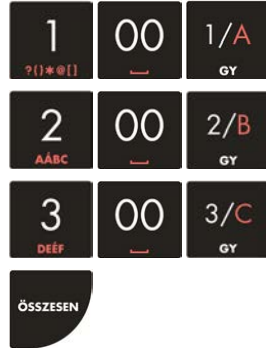 1 00 1/A
?()*@[] GY
2 00 2/B
AÁBC GY
3 00 3/C
DEÉF GY
ÖSSZESEN